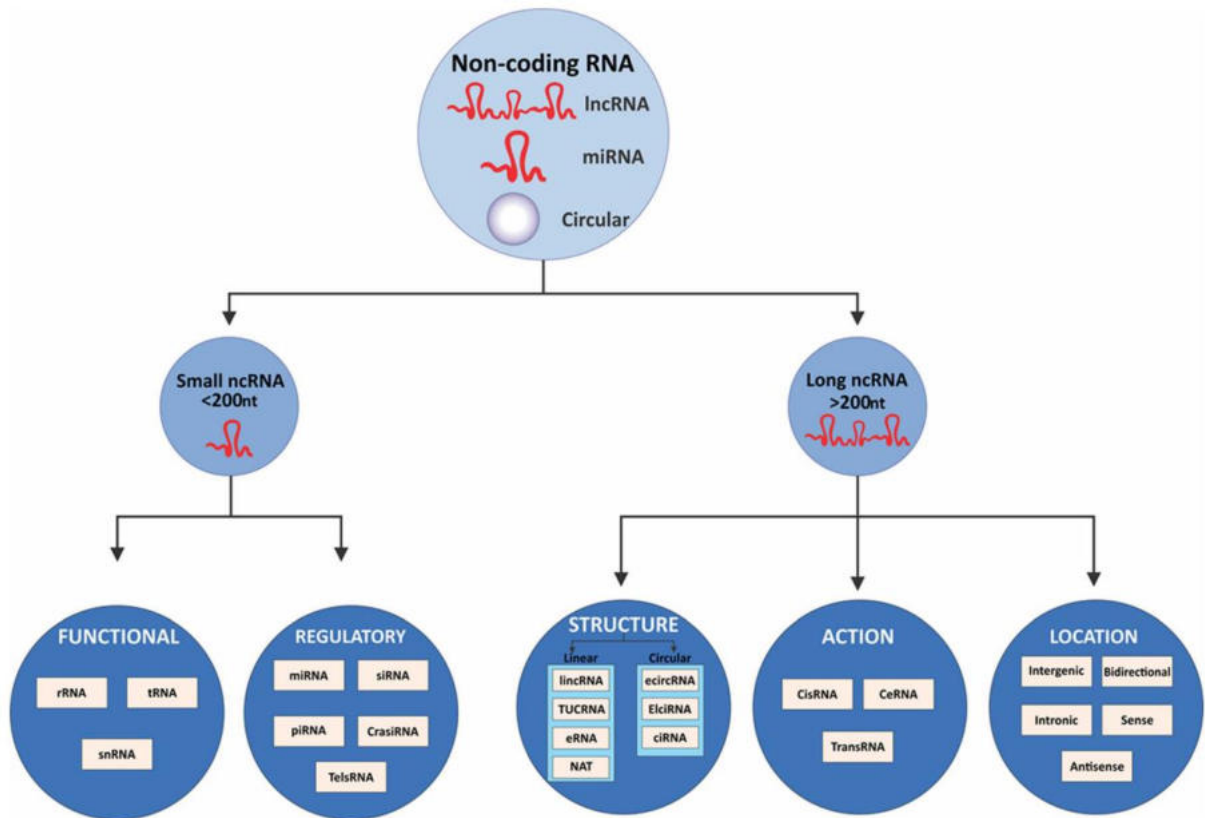 Non-coding RNA
lncRNA
miRNA
Circular
Small ncRNA
<200nt
Long ncRNA
>200nt
FUNCTIONAL
rRNA
tRNA
snRNA
REGULATORY
miRNA
siRNA
piRNA
CrasiRNA
TelsRNA
STRUCTURE
Linear
lincRNA
TUCRNA
eRNA
NAT
Circular
ecircRNA
ElciRNA
ciRNA
ACTION
CisRNA
CeRNA
TransRNA
LOCATION
Intergenic
Bidirectional
Intronic
Sense
Antisense